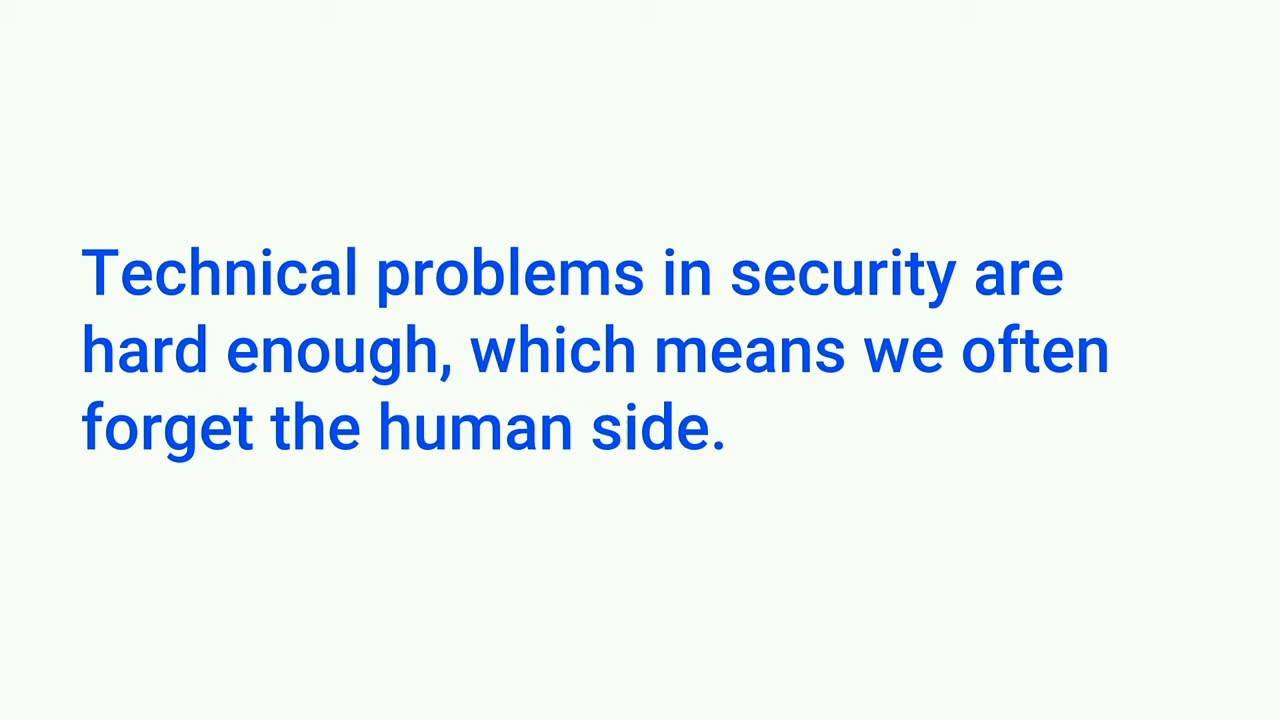 Technical problems in security are
hard enough, which means we often
forget the human side.